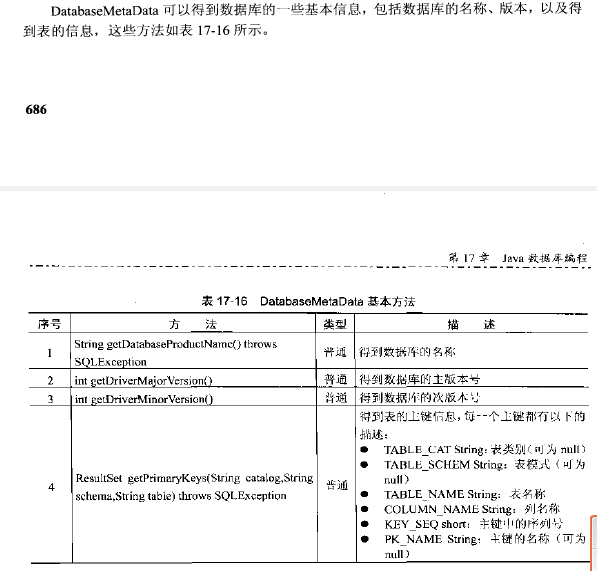 DatabaseMetaData 可以得到数据库的一些基本信息，包括数据库的名称、版本，以及得
到表的信息，这些方法如表 17-16 所示。
686
第 17 章 Java 数据库编程
表 17-16 DatabaseMetaData 基本方法
序号 方 法 类型 描 述
1 String getDatabaseProductName() throws SQLException 普通 得到数据库的名称
2 int getDriverMajorVersion() 普通 得到数据库的主版本号
3 int getDriverMinorVersion() 普通 得到数据库的次版本号
4 ResultSet getPrimaryKeys(String catalog,String
schema,String table) throws SQLException 普通
得到表的主键信息，每一个主键都有以下的
描述：
● TABLE_CAT String：表类别（可为 null）
● TABLE_SCHEM String：表模式（可为
null）
● TABLE_NAME String：表名称
● COLUMN_NAME String：列名称
● KEY_SEQ short：主键中的序列号
● PK_NAME String：主键的名称（可为
null）